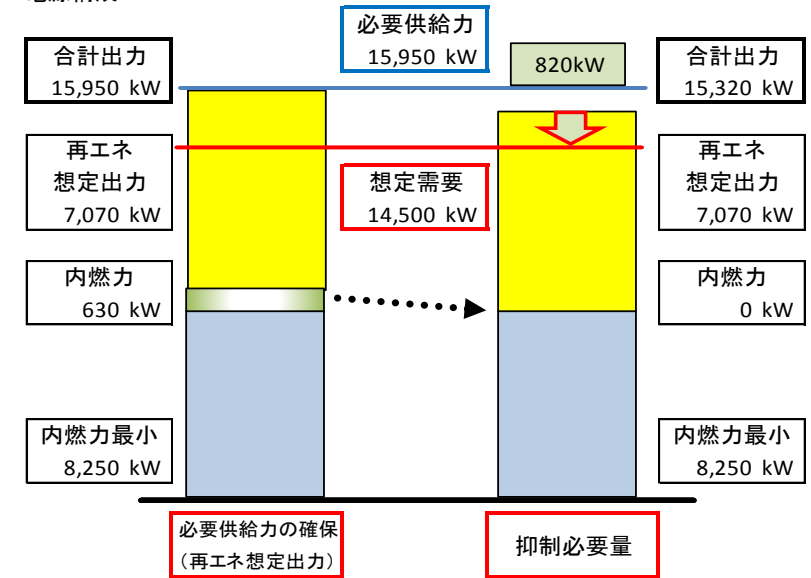 必要供給力
15,950 kW
合計出力
15,950 kW
820kW
合計出力
15,320 kW
再エネ
想定出力
7,070 kW
想定需要
14,500 kW
再エネ
想定出力
7,070 kW
内燃力
630 kW
内燃力
0 kW
内燃力最小
8,250 kW
内燃力最小
8,250 kW
必要供給力の確保
（再エネ想定出力）
抑制必要量